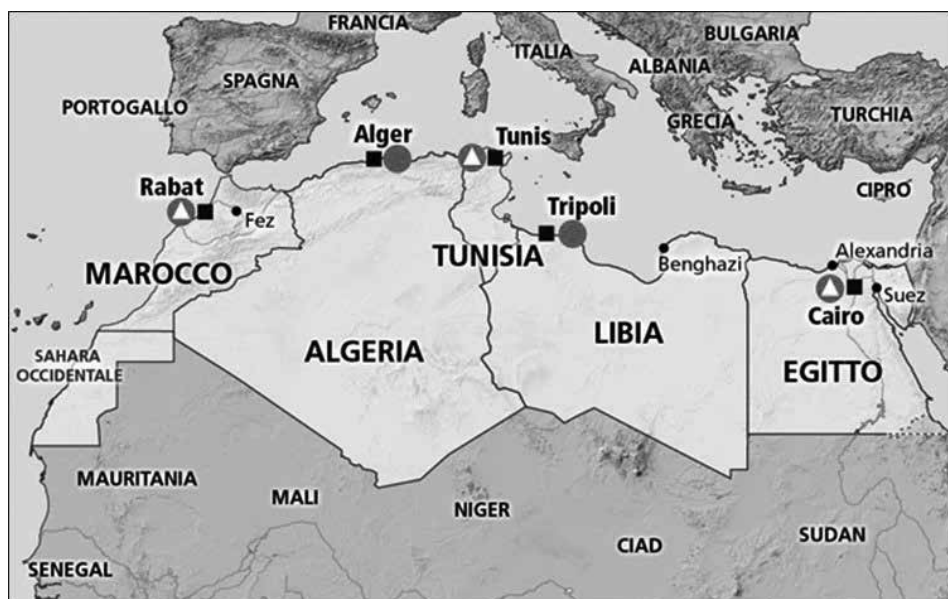 FRANCIA
ITALIA
BULGARIA
SPAGNA
ALBANIA
PORTOGALLO
GRECIA
TURCHIA
Alger
Tunis
Rabat
CIPRO
Fez
Tripoli
MAROCCO
TUNISIA
Benghazi
Alexandria
Suez
Cairo
SAHARA
OCCIDENTALE
ALGERIA
LIBIA
EGITTO
MAURITANIA
MALI
NIGER
CIAD
SUDAN
SENEGAL